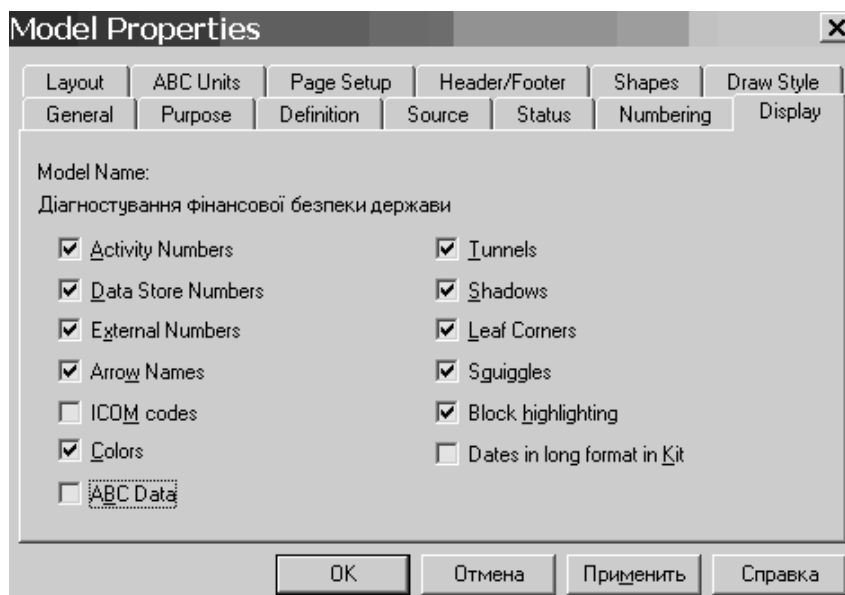 Model Properties
Layout ABC Units Page Setup Header/Footer Shapes Draw Style
General Purpose Definition Source Status Numbering Display
Model Name:
Діагностування фінансової безпеки держави
Activity Numbers Tunnels
Data Store Numbers Shadows
External Numbers Leaf Corners
Arrow Names Squiggles
ICOM codes Block highlighting
Colors Dates in long format in Kit
ABC Data
OK Отмена Применить Справка